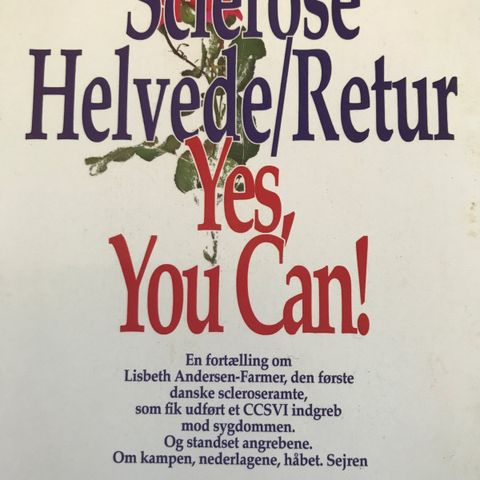 Sclerose
Helvede/Retur
Yes,
You Can!
En fortælling om
Lisbeth Andersen-Farmer, den første
danske scleroseramte,
som fik udført et CCSVI indgreb
mod sygdommen.
Og standset angrebene.
Om kampen, nederlagene, håbet. Sejren